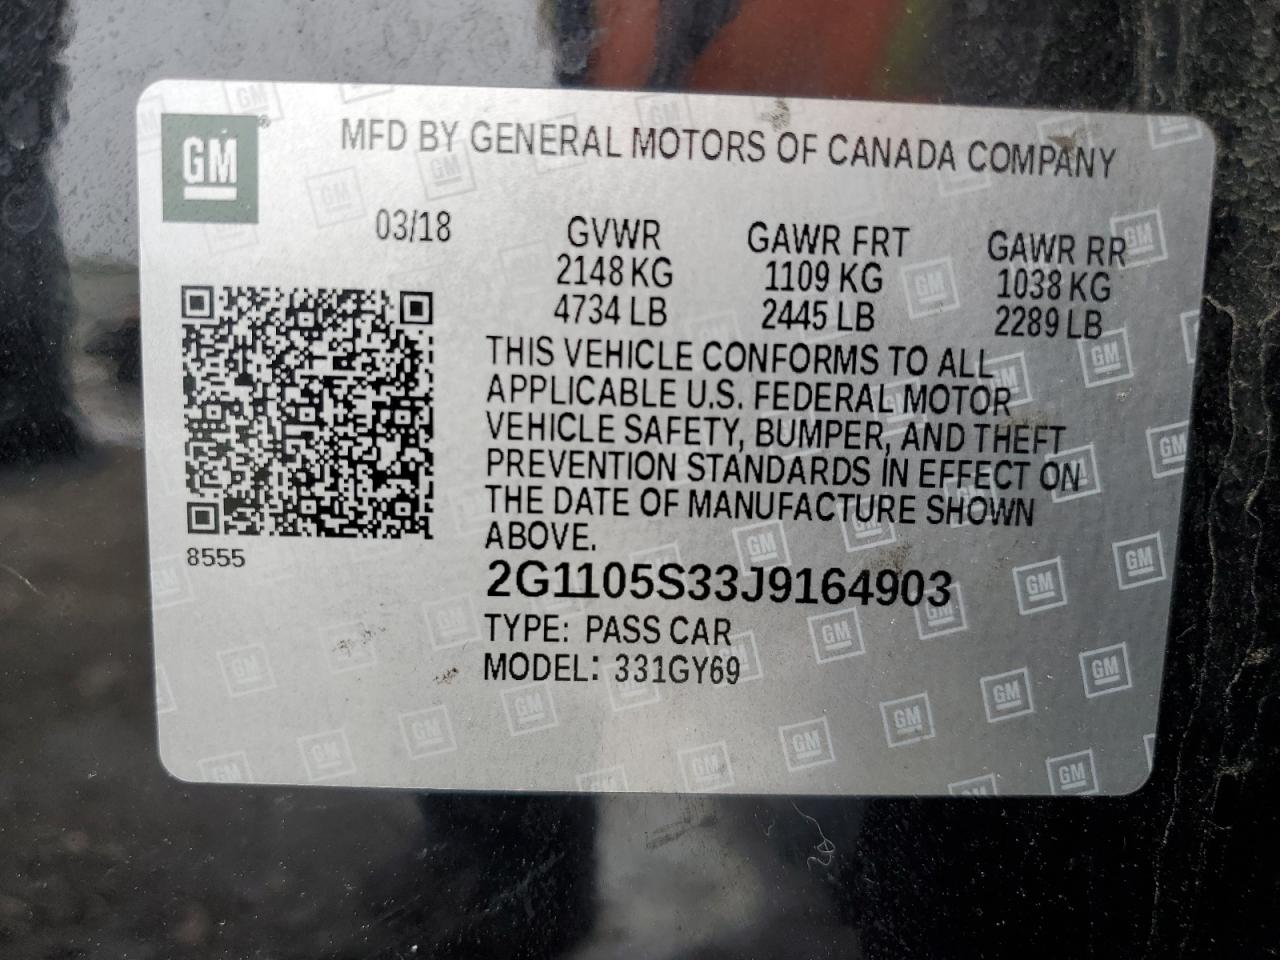 GM
MFD BY GENERAL MOTORS OF CANADA COMPANY
03/18
GVWR
2148 KG
4734 LB
GAWR FRT
1109 KG
2445 LB
GAWR RR
1038 KG
2289 LB
THIS VEHICLE CONFORMS TO ALL
APPLICABLE U.S. FEDERAL MOTOR
VEHICLE SAFETY, BUMPER, AND THEFT
PREVENTION STANDARDS IN EFFECT ON
THE DATE OF MANUFACTURE SHOWN
ABOVE.
8555
2G1105S33J9164903
TYPE: PASS CAR
MODEL: 331GY69